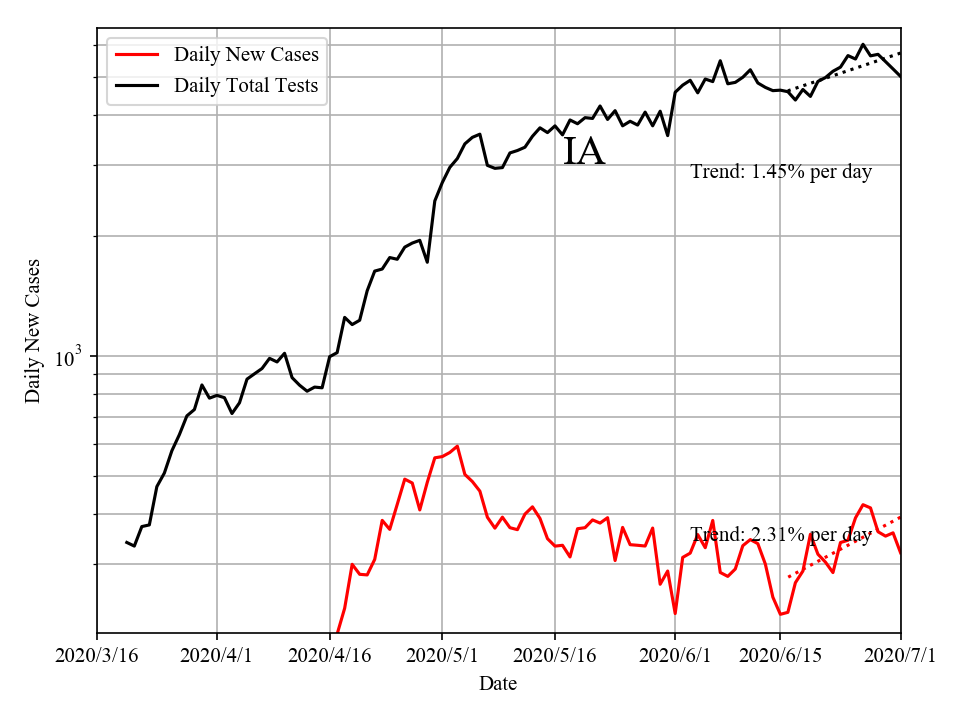 Daily New Cases
Daily Total Tests
IA
Trend: 1.45% per day
Daily New Cases
10³
Trend: 2.31% per day
2020/3/16 2020/4/1 2020/4/16 2020/5/1 2020/5/16 2020/6/1 2020/6/15 2020/7/1
Date